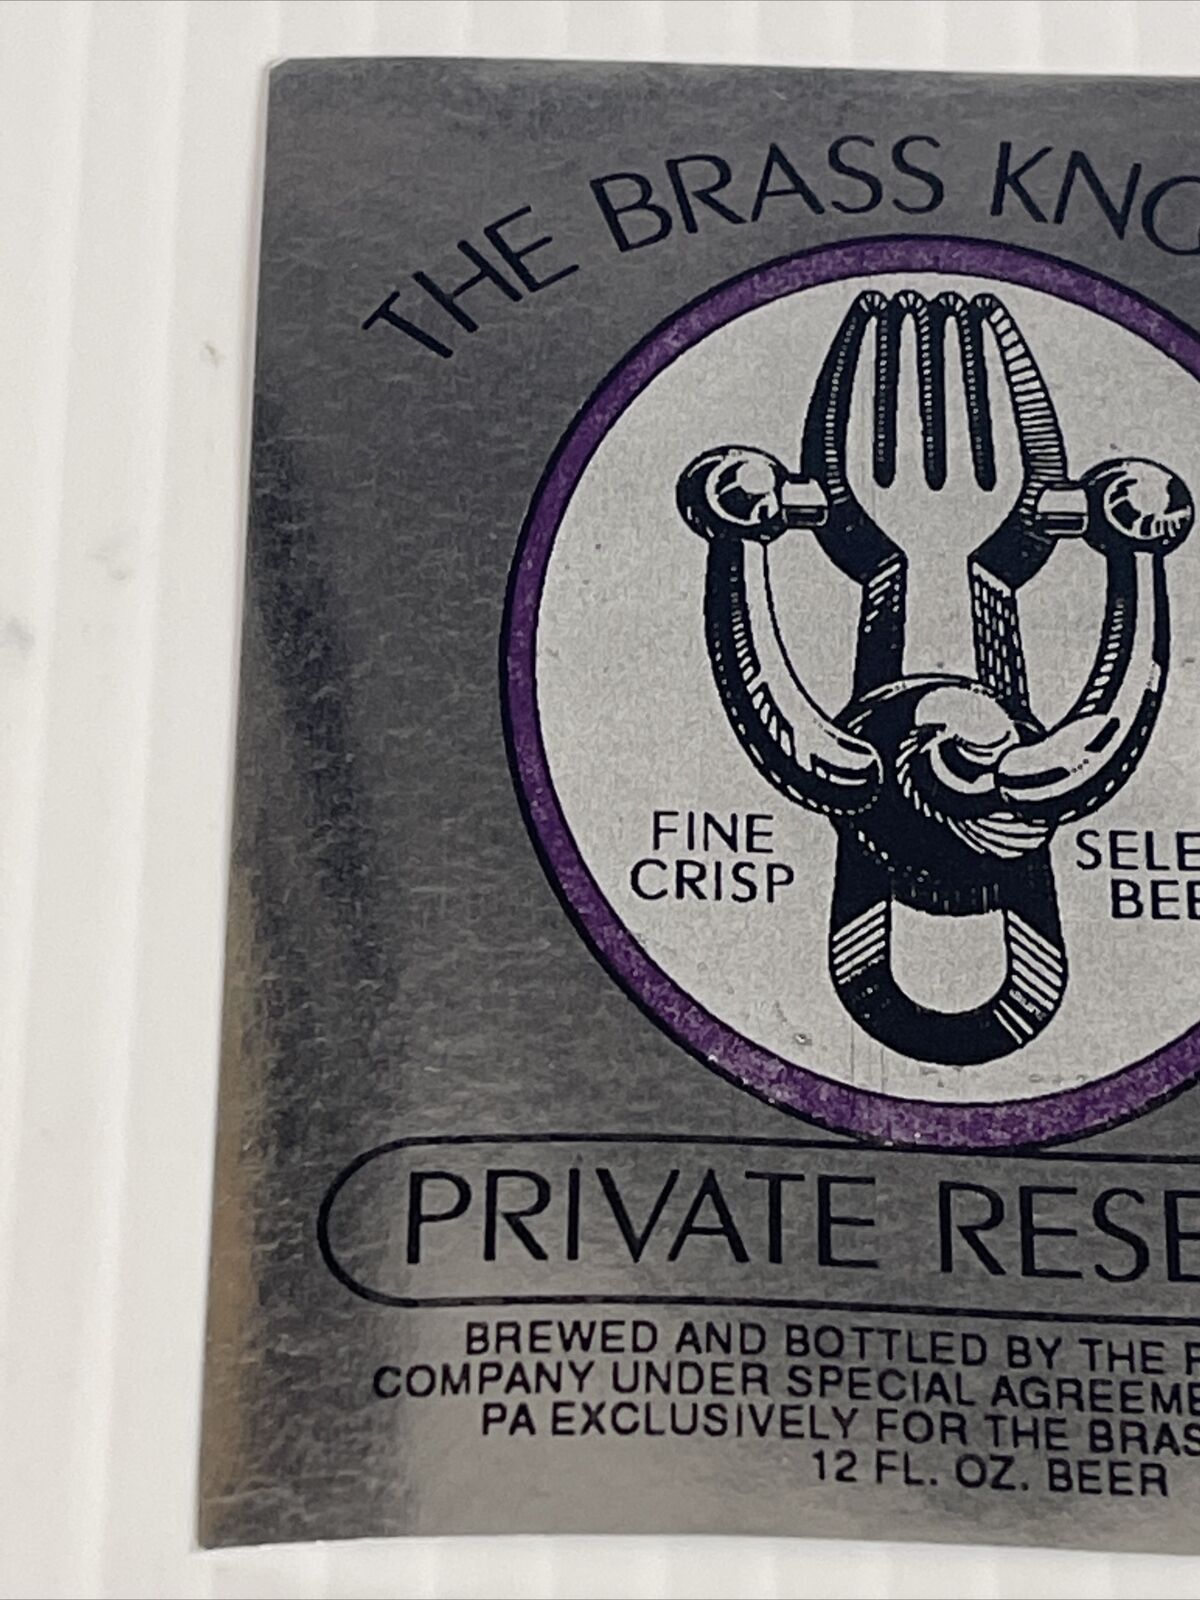 THE BRASS KNO
FINE
CRISP
SELE
BEE
PRIVATE RESE
BREWED AND BOTTLED BY THE
COMPANY UNDER SPECIAL AGREEME
PA EXCLUSIVELY FOR THE BRAS
12 FL. OZ. BEER